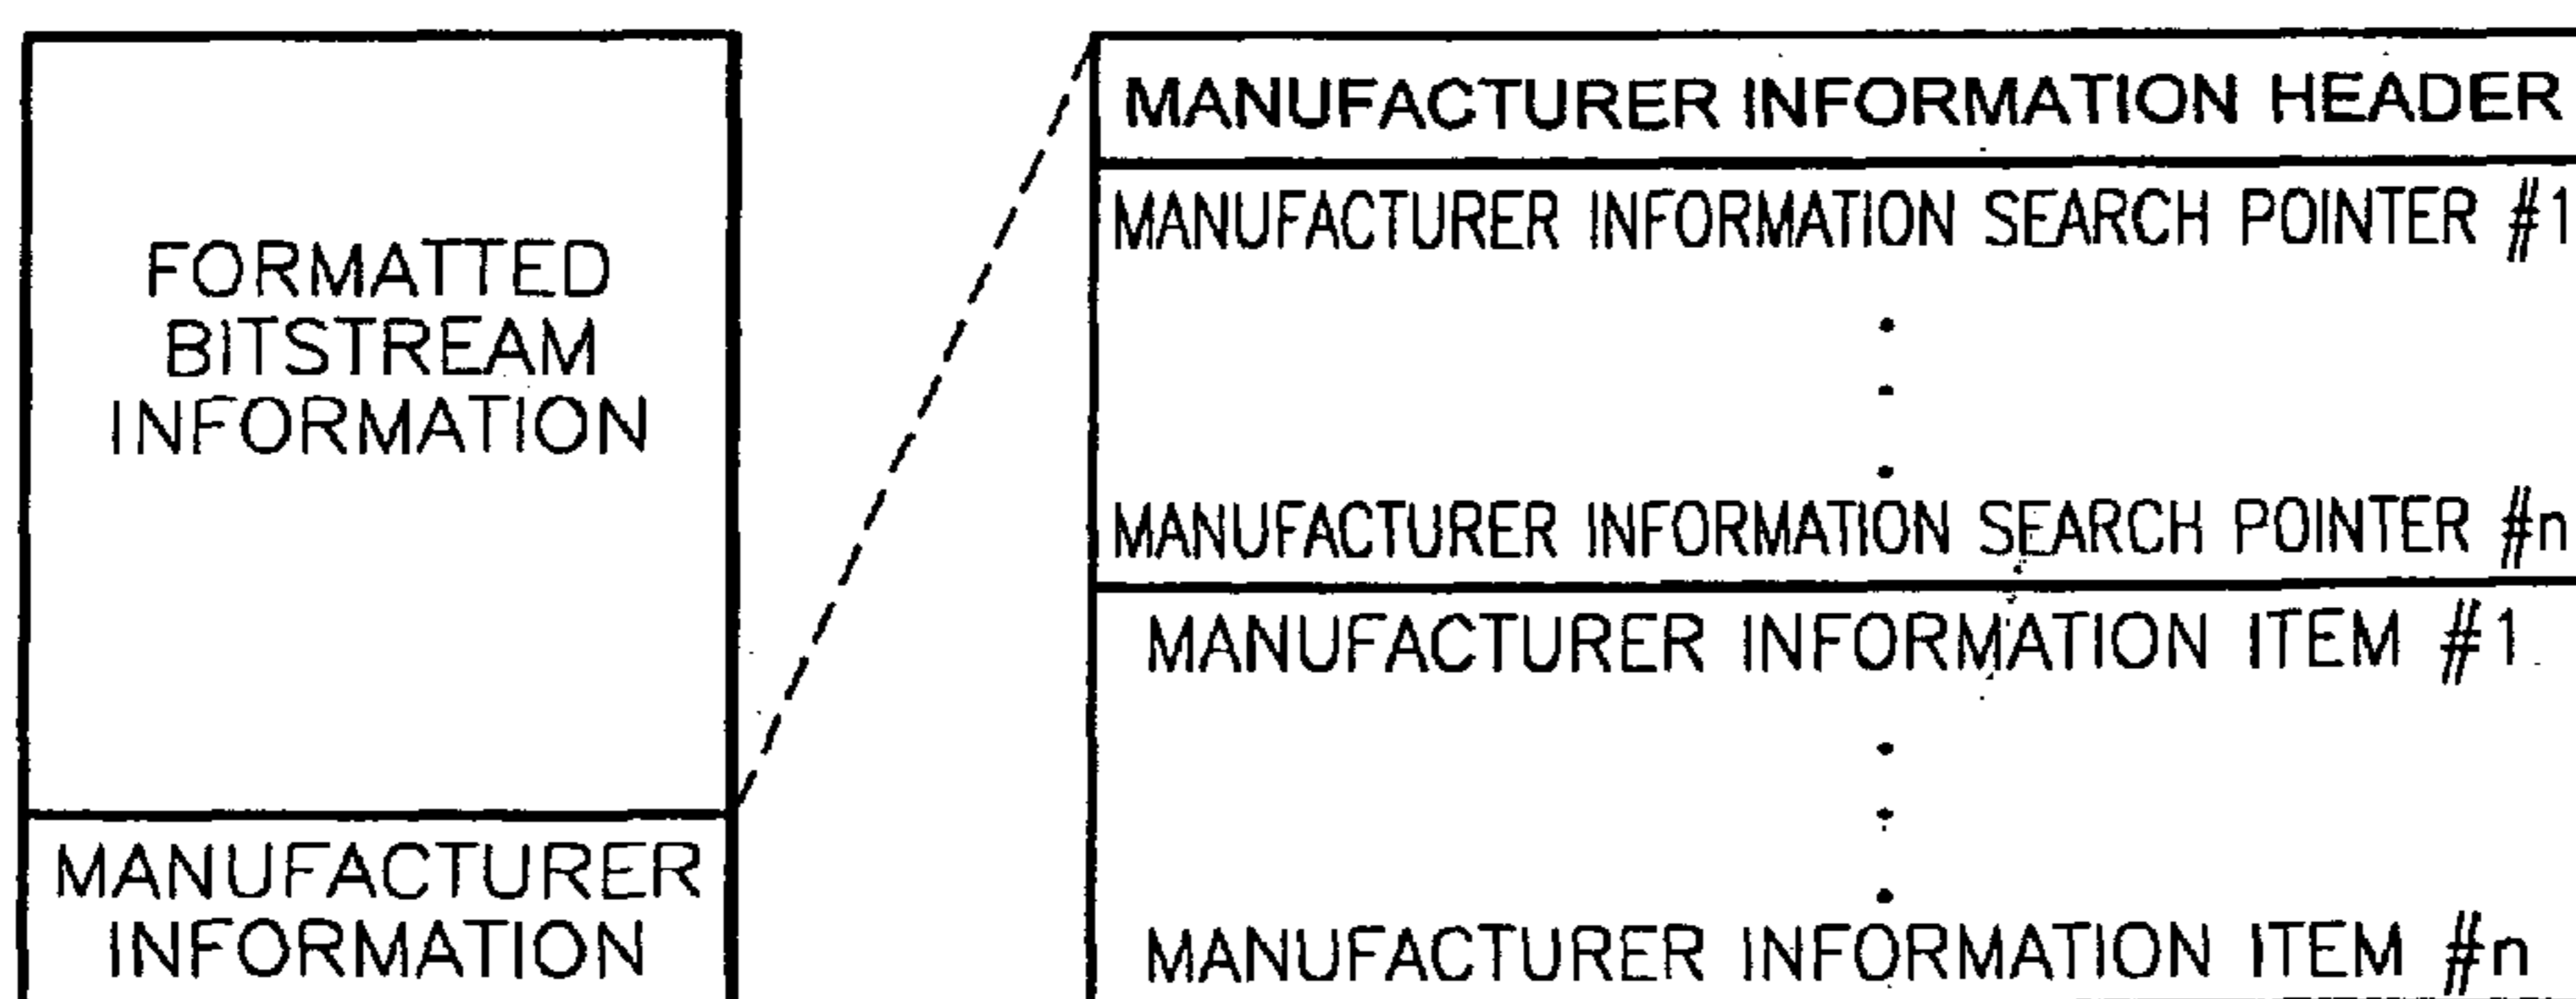 FORMATTED
BITSTREAM
INFORMATION
MANUFACTURER
INFORMATION
MANUFACTURER INFORMATION HEADER
MANUFACTURER INFORMATION SEARCH POINTER #1
MANUFACTURER INFORMATION SEARCH POINTER #n
MANUFACTURER INFORMATION ITEM #1
MANUFACTURER INFORMATION ITEM #n